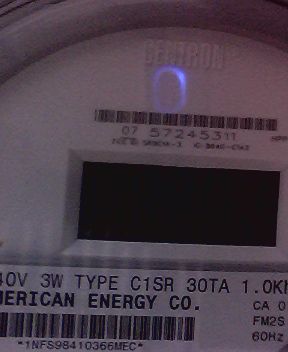 CENTRON
07 57245311
40V 3W TYPE C1SR 30TA 1.0K
MERICAN ENERGY CO.
CA 0
FM2S
60Hz
*1NFS98410366MEC*